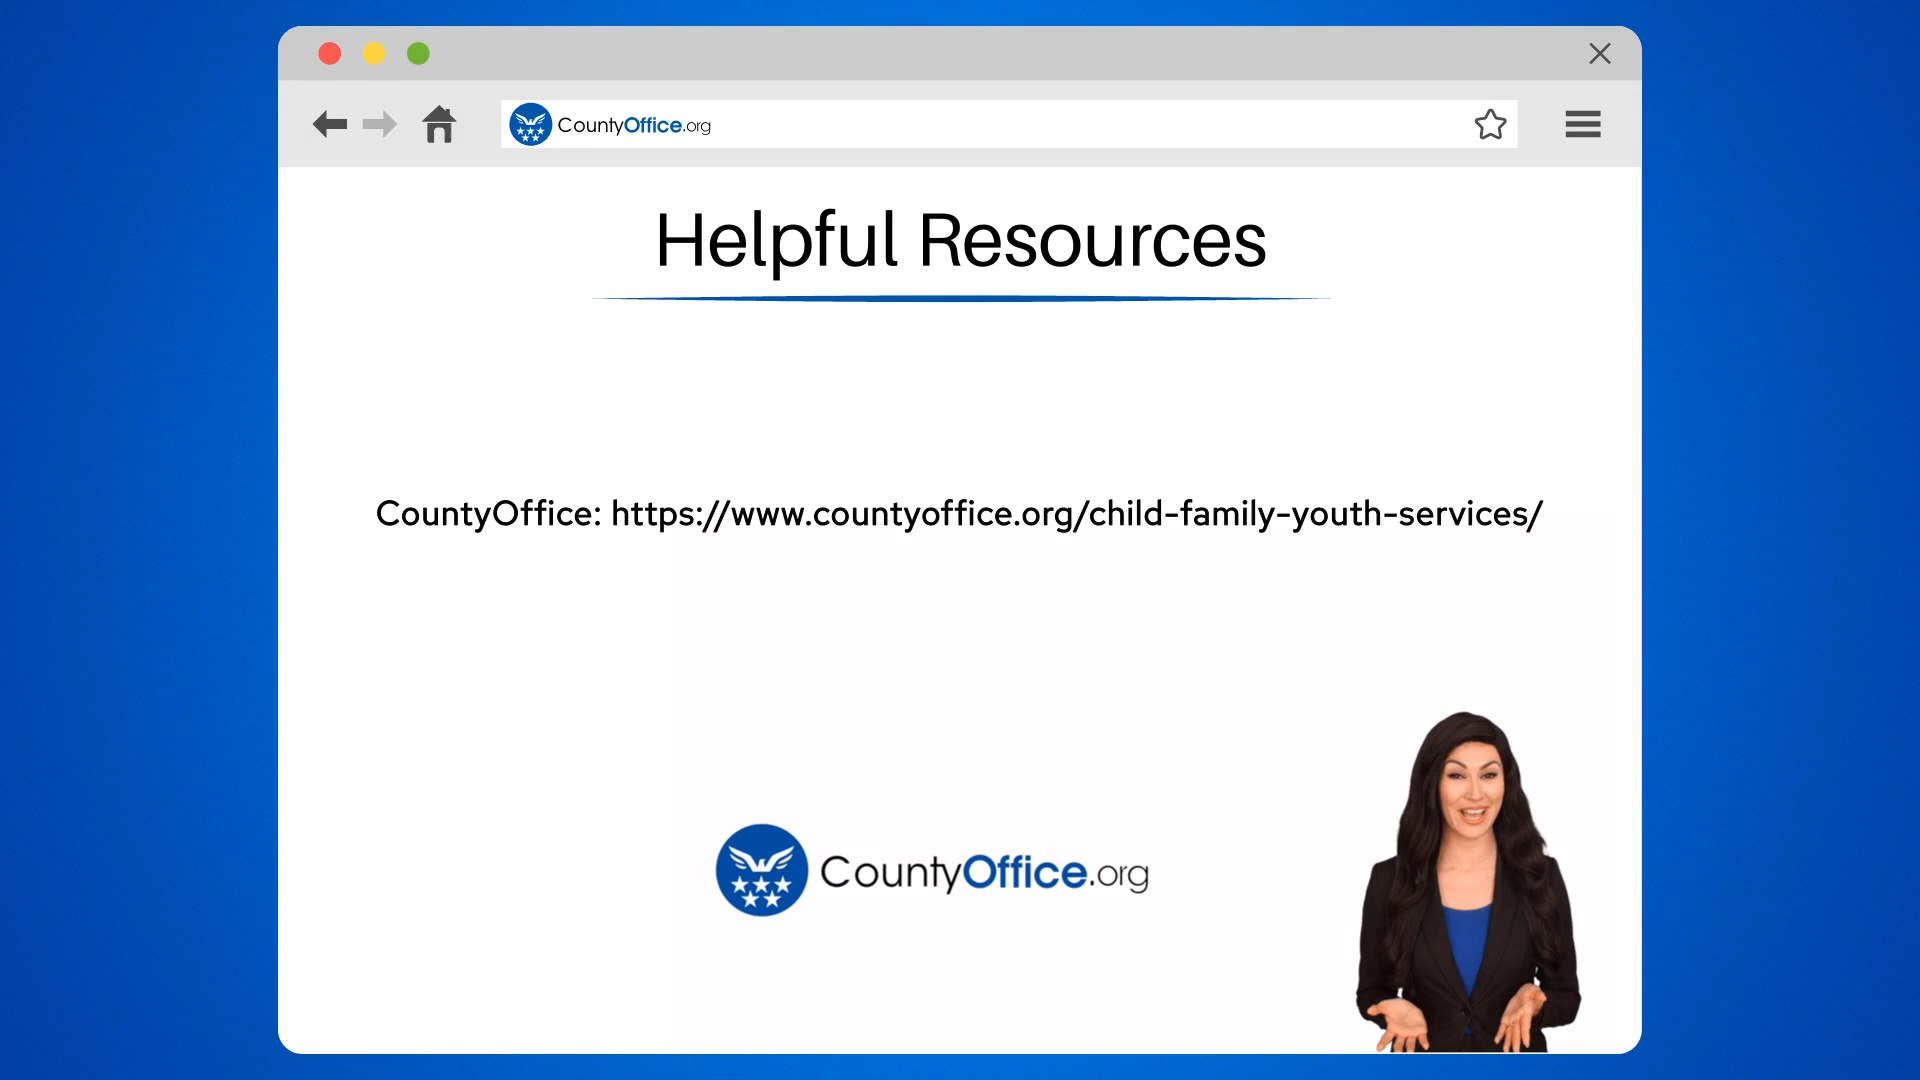 CountyOffice.org
Helpful Resources
CountyOffice: https://www.countyoffice.org/child-family-youth-services/
CountyOffice.org